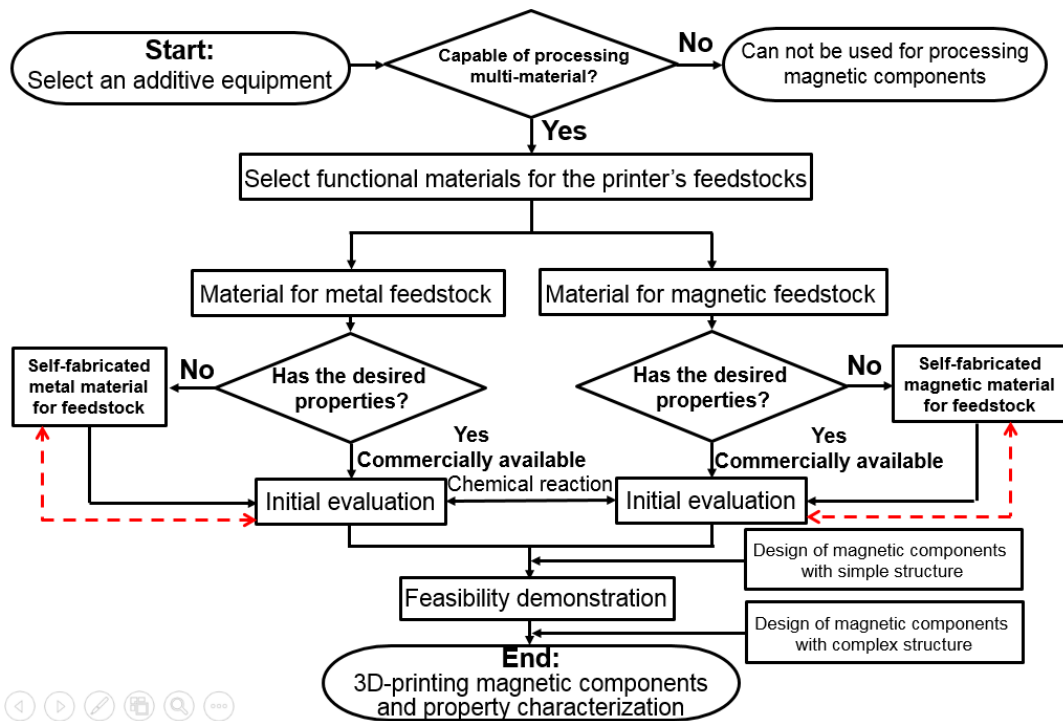 Start:
Select an additive equipment
Capable of processing
multi-material?
No
Can not be used for processing
magnetic components
Yes
Select functional materials for the printer's feedstocks
Material for metal feedstock
Material for magnetic feedstock
Self-fabricated
metal material
for feedstock
No
Has the desired
properties?
Has the desired
properties?
No
Self-fabricated
magnetic material
for feedstock
Yes
Commercially available
Yes
Commercially available
Initial evaluation
Chemical reaction
Initial evaluation
Design of magnetic components
with simple structure
Feasibility demonstration
Design of magnetic components
with complex structure
End:
3D-printing magnetic components
and property characterization